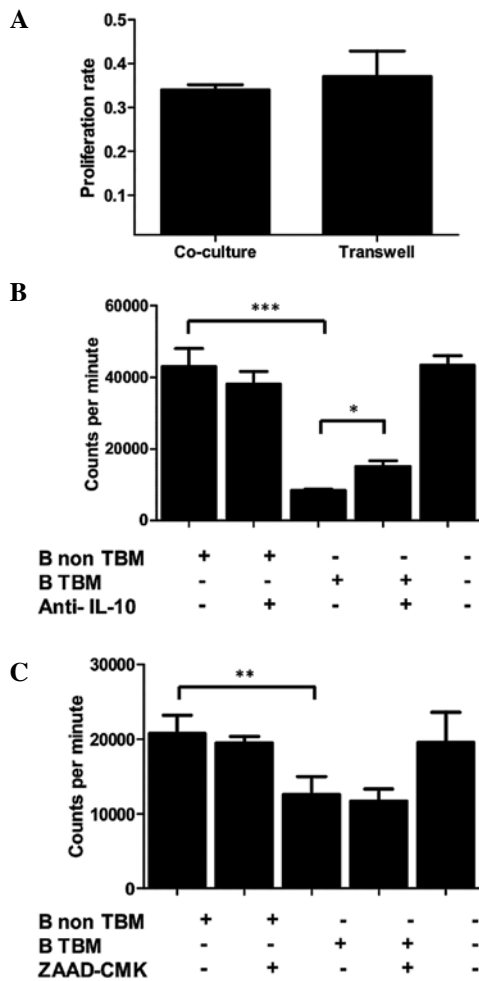 A
Proliferation rate
0.5
0.4
0.3
0.2
0.1
Co-culture Transwell
B
Counts per minute
60000
40000
20000
0
***
*
B non TBM + + - - -
B TBM - - + + -
Anti- IL-10 - + - + -
C
Counts per minute
30000
20000
10000
0
**
B non TBM + + - - -
B TBM - - + + -
ZAAD-CMK - + - + -